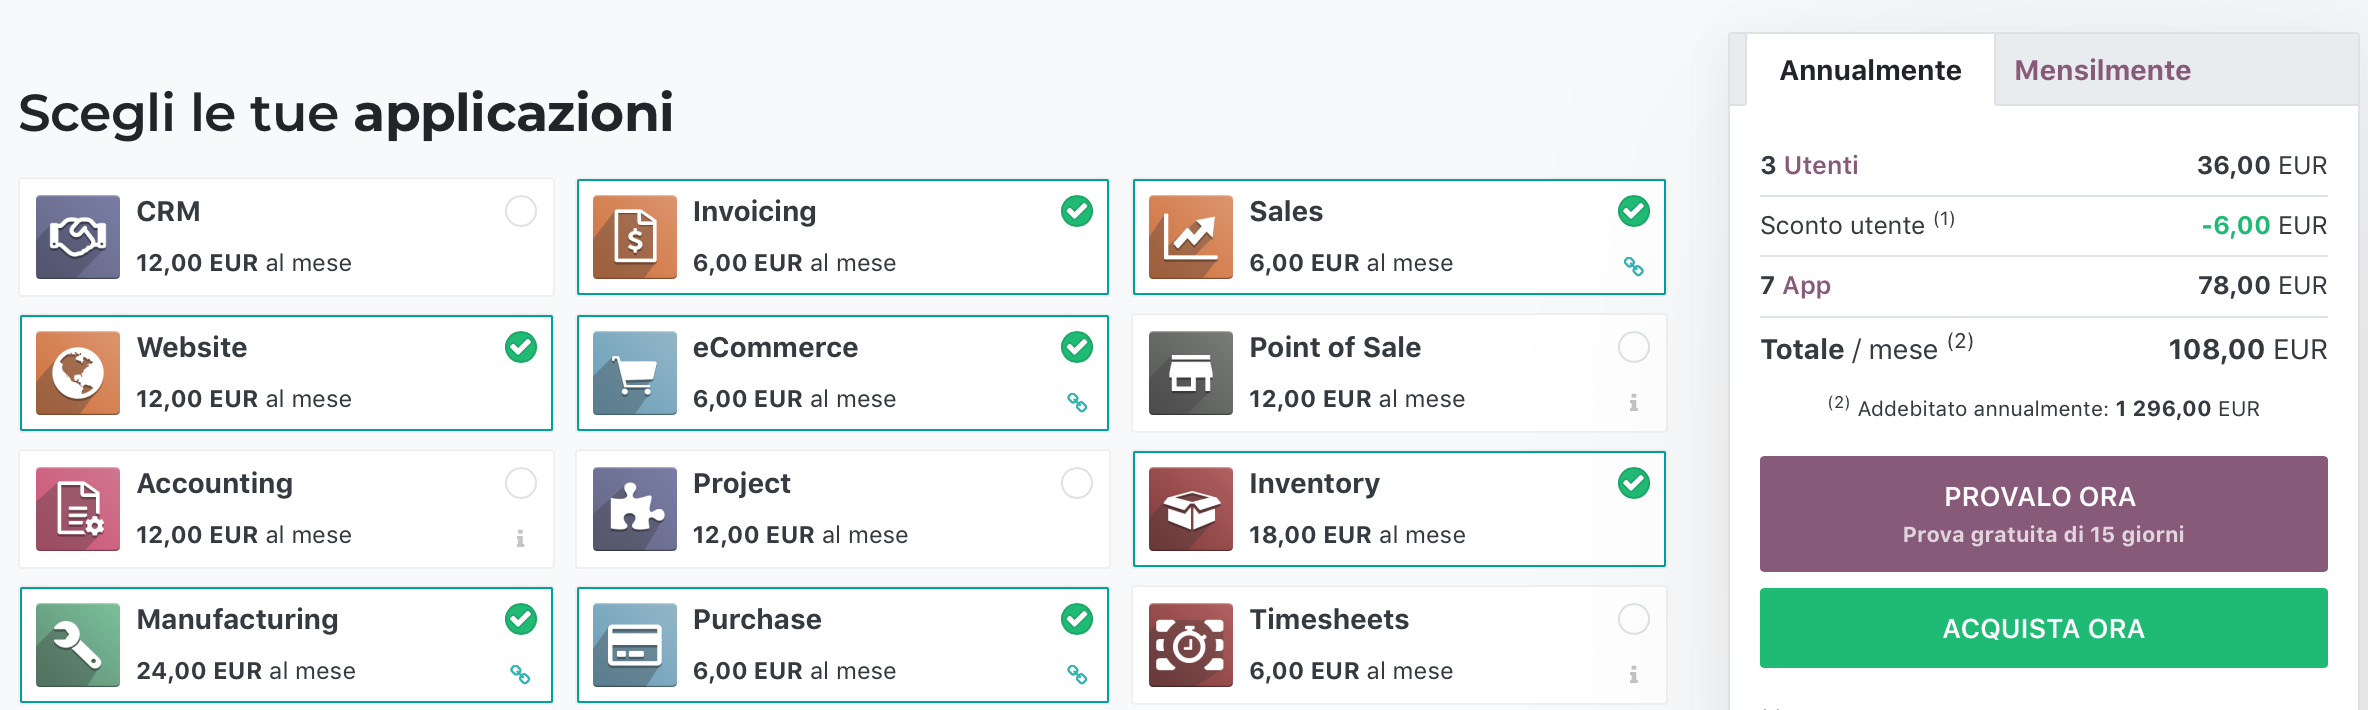 Scegli le tue applicazioni
CRM
12,00 EUR al mese
Invoicing
6,00 EUR al mese
Sales
6,00 EUR al mese
Website
12,00 EUR al mese
eCommerce
6,00 EUR al mese
Point of Sale
12,00 EUR al mese
Accounting
12,00 EUR al mese
Project
12,00 EUR al mese
Inventory
18,00 EUR al mese
Manufacturing
24,00 EUR al mese
Purchase
6,00 EUR al mese
Timesheets
6,00 EUR al mese
Annualmente Mensilmente
3 Utenti 36,00 EUR
Sconto utente (1) -6,00 EUR
7 App 78,00 EUR
Totale / mese (2) 108,00 EUR
(2) Addebitato annualmente: 1 296,00 EUR
PROVALO ORA
Prova gratuita di 15 giorni
ACQUISTA ORA